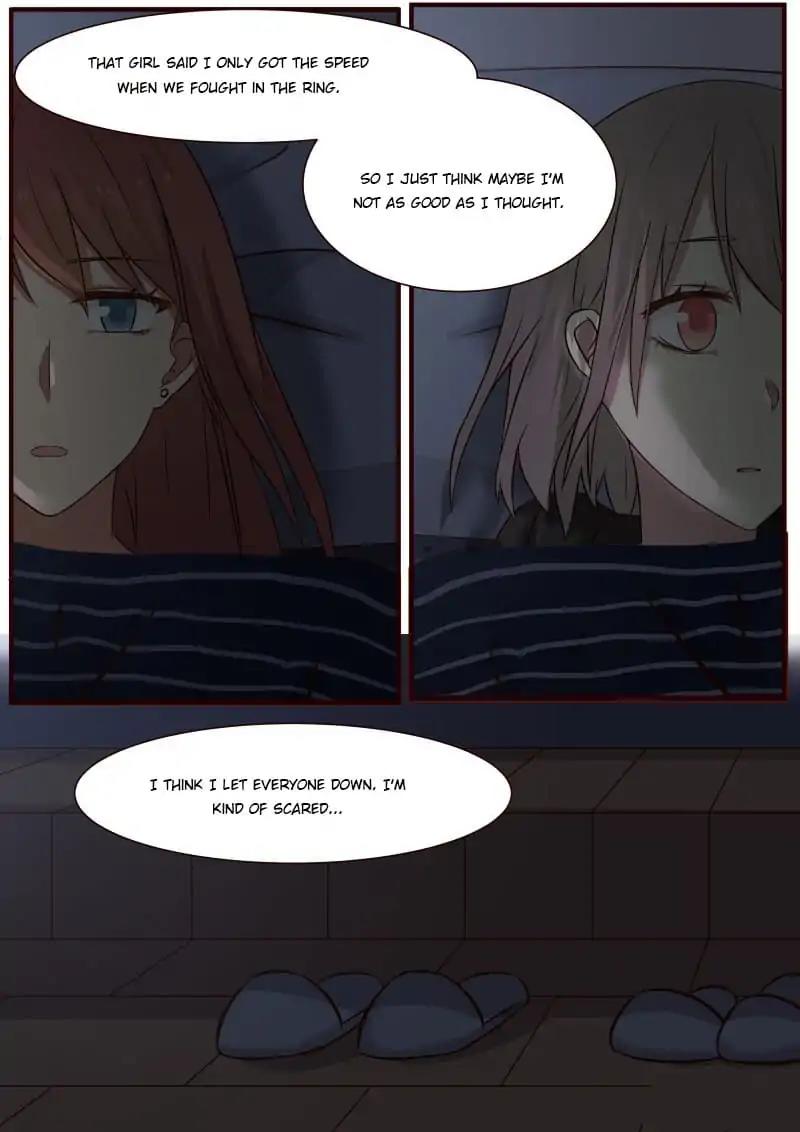 THAT GIRL SAID I ONLY GOT THE SPEED
WHEN WE FOUGHT IN THE RING.
SO I JUST THINK MAYBE I'M
NOT AS GOOD AS I THOUGHT.
I THINK I LET EVERYONE DOWN. I'M
KIND OF SCARED...